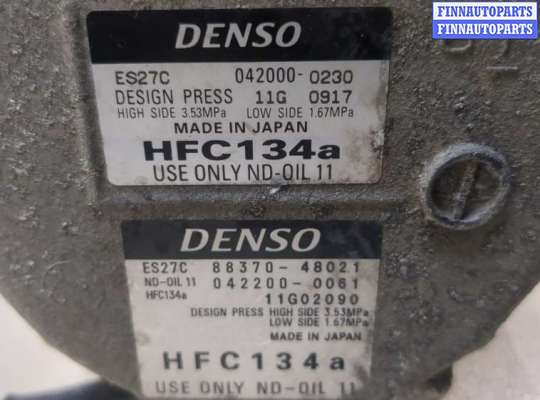 FINNAUTOPARTS
FINNAUTOPARTS
FINNAUTOPARTS
DENSO
ES27C 042000-0230
DESIGN PRESS 11G 0917
HIGH SIDE 3.53MPa LOW SIDE 1.67MPa
MADE IN JAPAN
HFC134a
USE ONLY ND-OIL 11
DENSO
ES27C 88370-48021
ND-OIL 11 042200-0061
HFC134a 11G02090
DESIGN PRESS HIGH SIDE 3.53MPa
LOW SIDE 1.67MPa
MADE IN JAPAN
HFC134a
USE ONLY ND-OIL 11